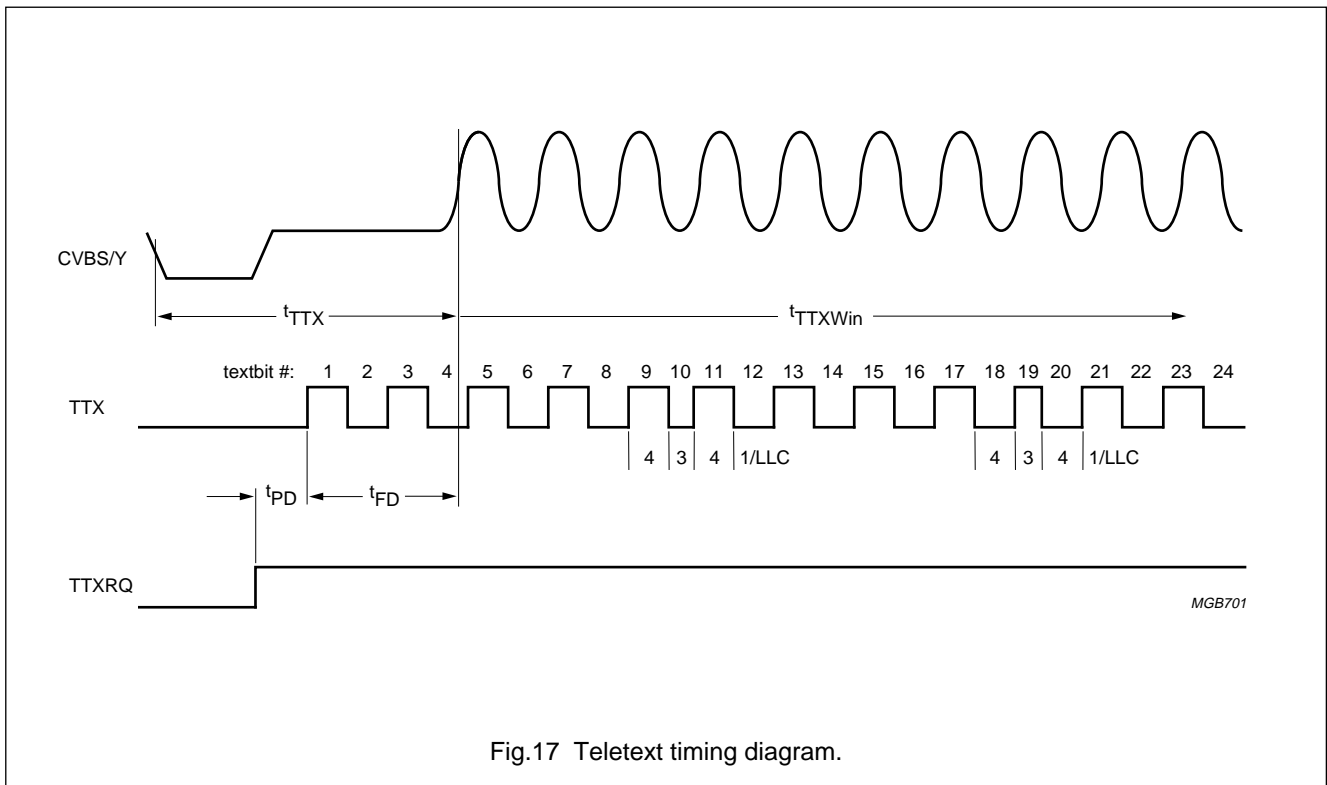 CVBS/Y
tTTX
tTTXWin
textbit #: 1 2 3 4 5 6 7 8 9 10 11 12 13 14 15 16 17 18 19 20 21 22 23 24
TTX
4 3 4 1/LLC 4 3 4 1/LLC
tPD tFD
TTXRQ
MGB701
Fig.17 Teletext timing diagram.